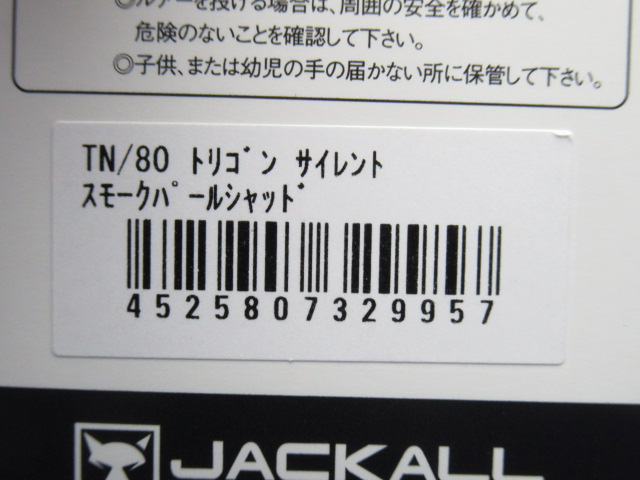 ◎ルアーを投げる場合は、周囲の安全を確かめて、
危険のないことを確認して下さい。
◎子供、または幼児の手の届かない所に保管して下さい。
TN/80 トリゴン サイレント
スモークパールシャッド
4525807329957
JACKALL